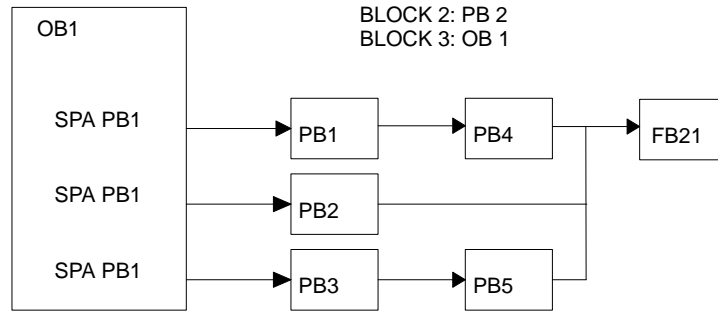 BLOCK 2: PB 2
BLOCK 3: OB 1
OB1
SPA PB1
PB1
PB4
FB21
SPA PB1
PB2
SPA PB1
PB3
PB5